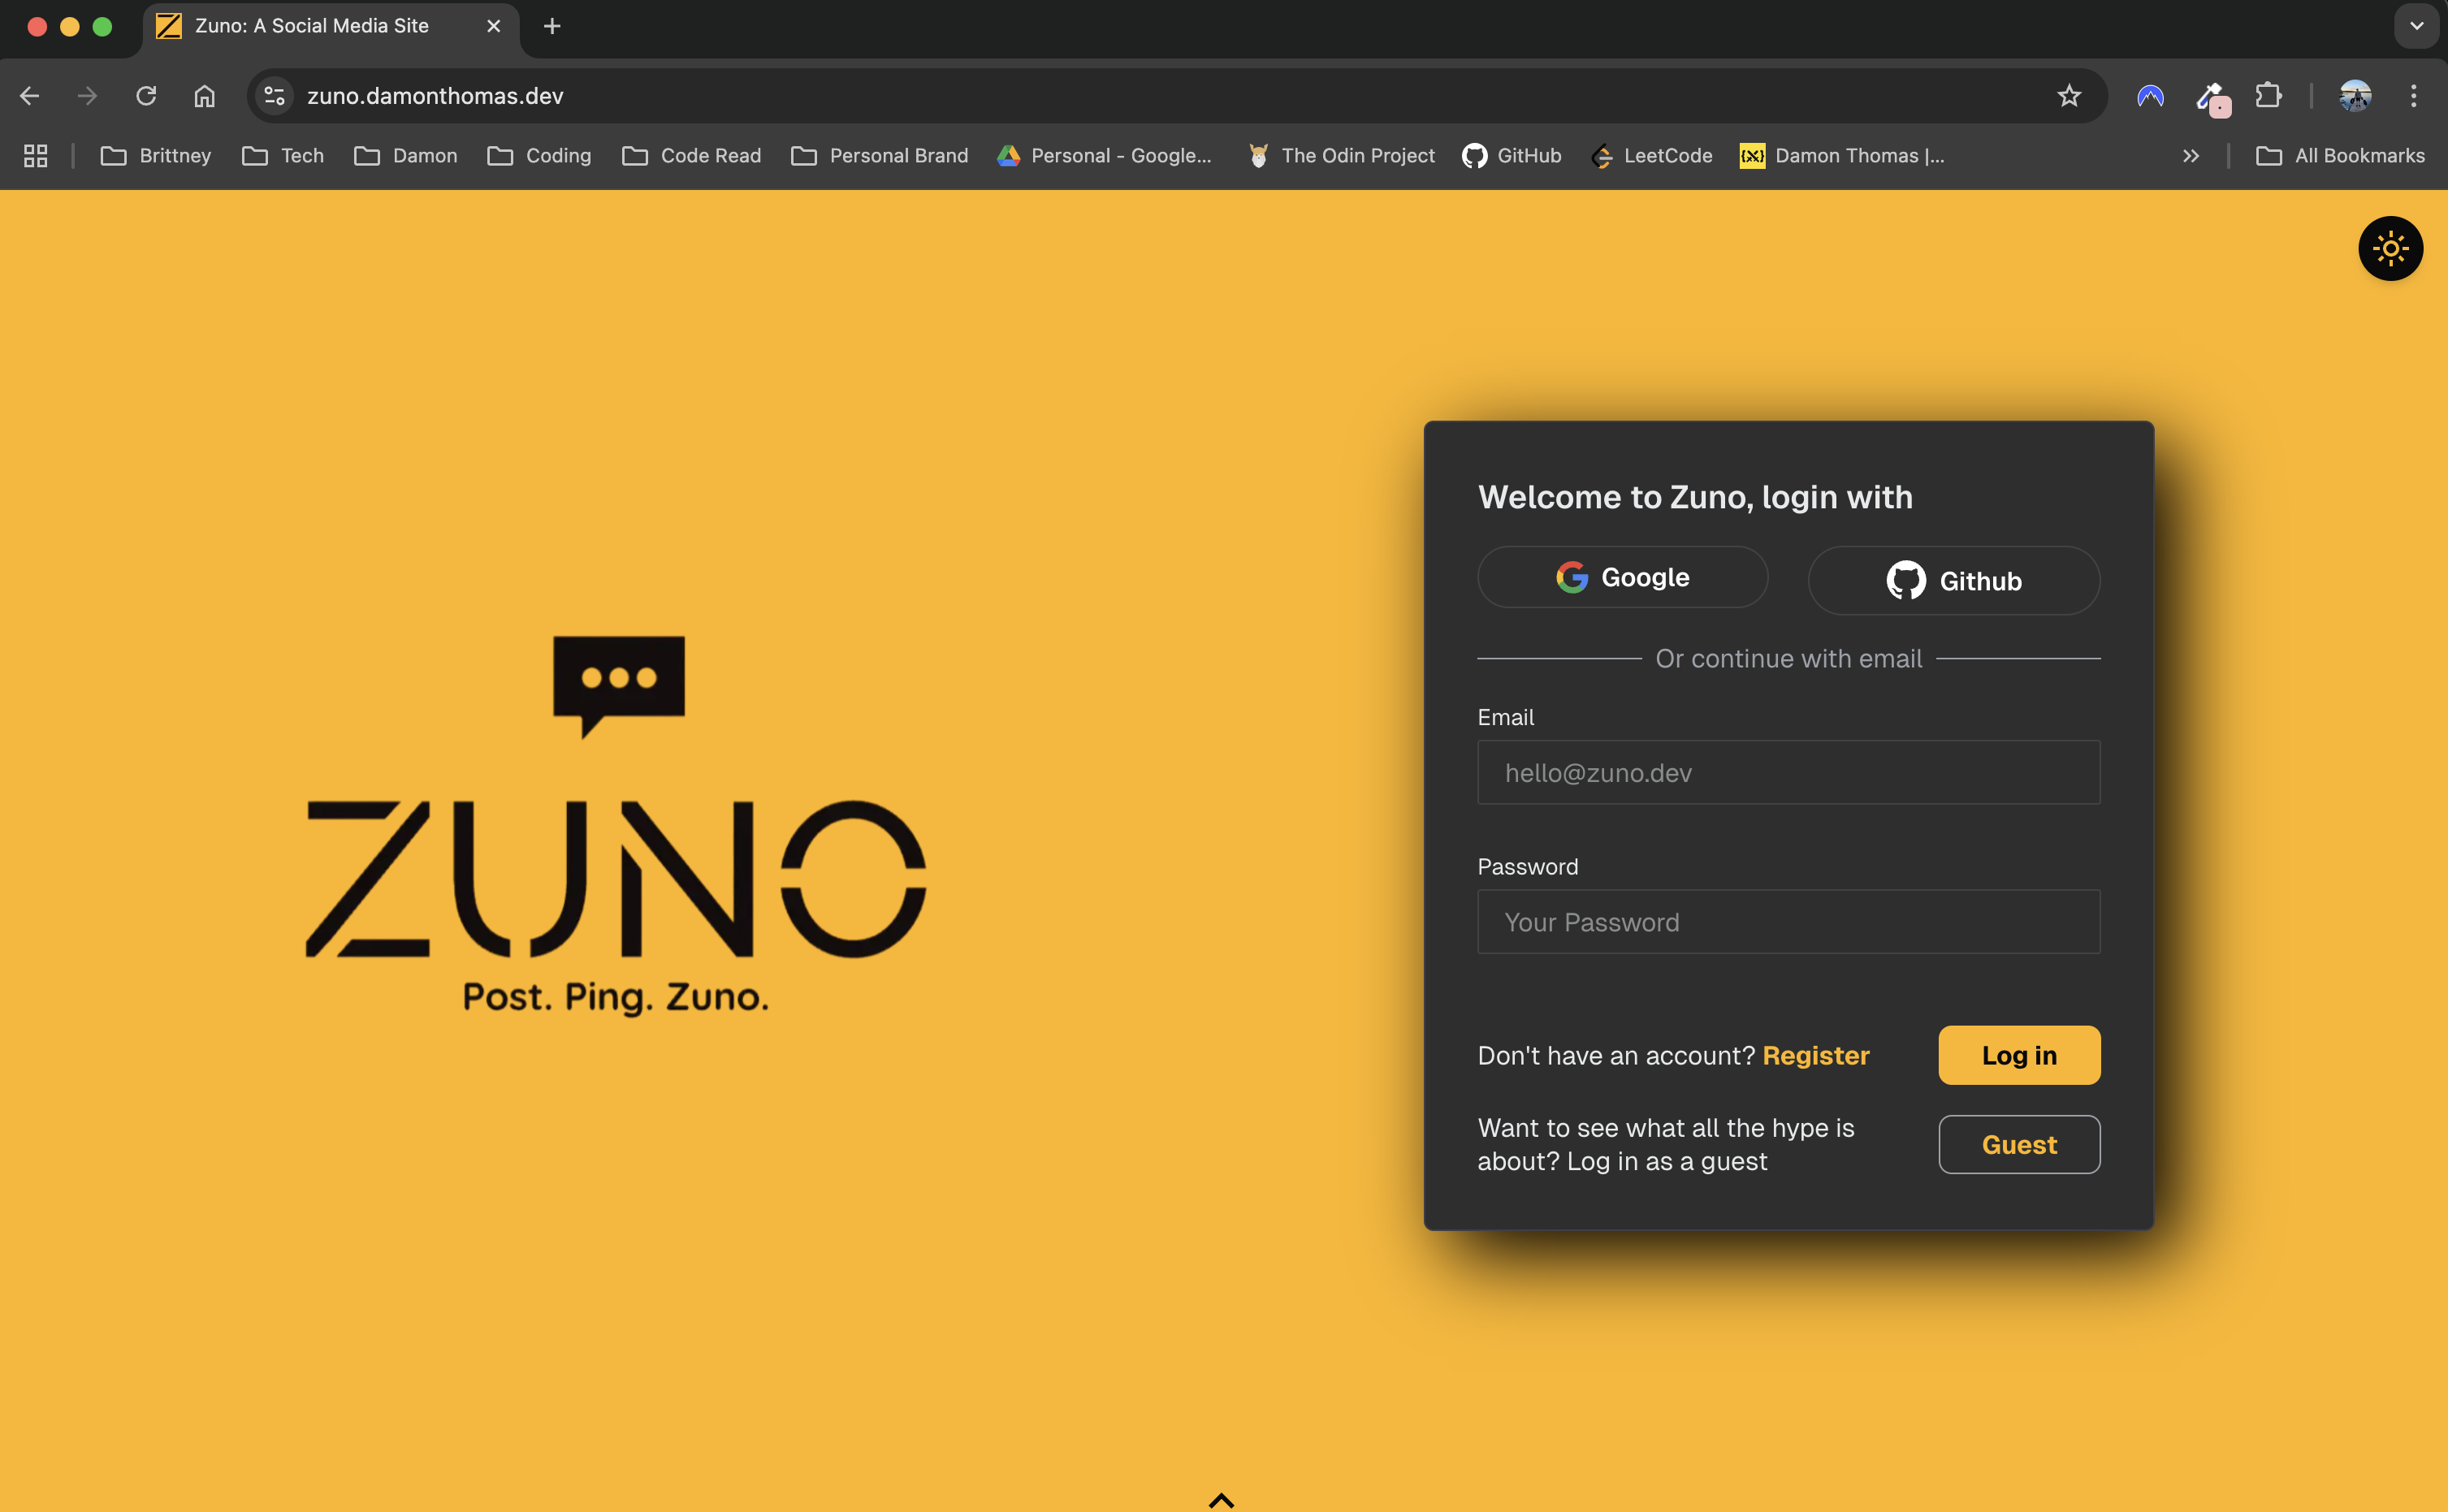 Zuno: A Social Media Site
zuno.damonthomas.dev
Brittney
Tech
Damon
Coding
Code Read
Personal Brand
Personal - Google...
The Odin Project
GitHub
LeetCode
Damon Thomas |...
All Bookmarks
ZUNO
Post. Ping. Zuno.
Welcome to Zuno, login with
Google
Github
Or continue with email
Email
hello@zuno.dev
Password
Your Password
Don't have an account? Register
Log in
Want to see what all the hype is
about? Log in as a guest
Guest